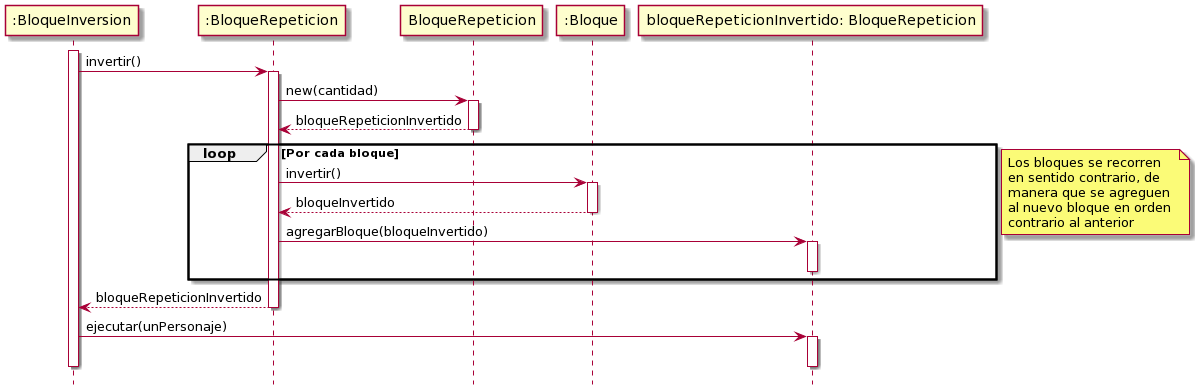 :BloqueInversion
:BloqueRepeticion
BloqueRepeticion
:Bloque
bloqueRepeticionInvertido: BloqueRepeticion
invertir()
new(cantidad)
bloqueRepeticionInvertido
loop
[Por cada bloque]
Los bloques se recorren
en sentido contrario, de
manera que se agreguen
al nuevo bloque en orden
contrario al anterior
invertir()
bloqueInvertido
agregarBloque(bloqueInvertido)
bloqueRepeticionInvertido
ejecutar(unPersonaje)